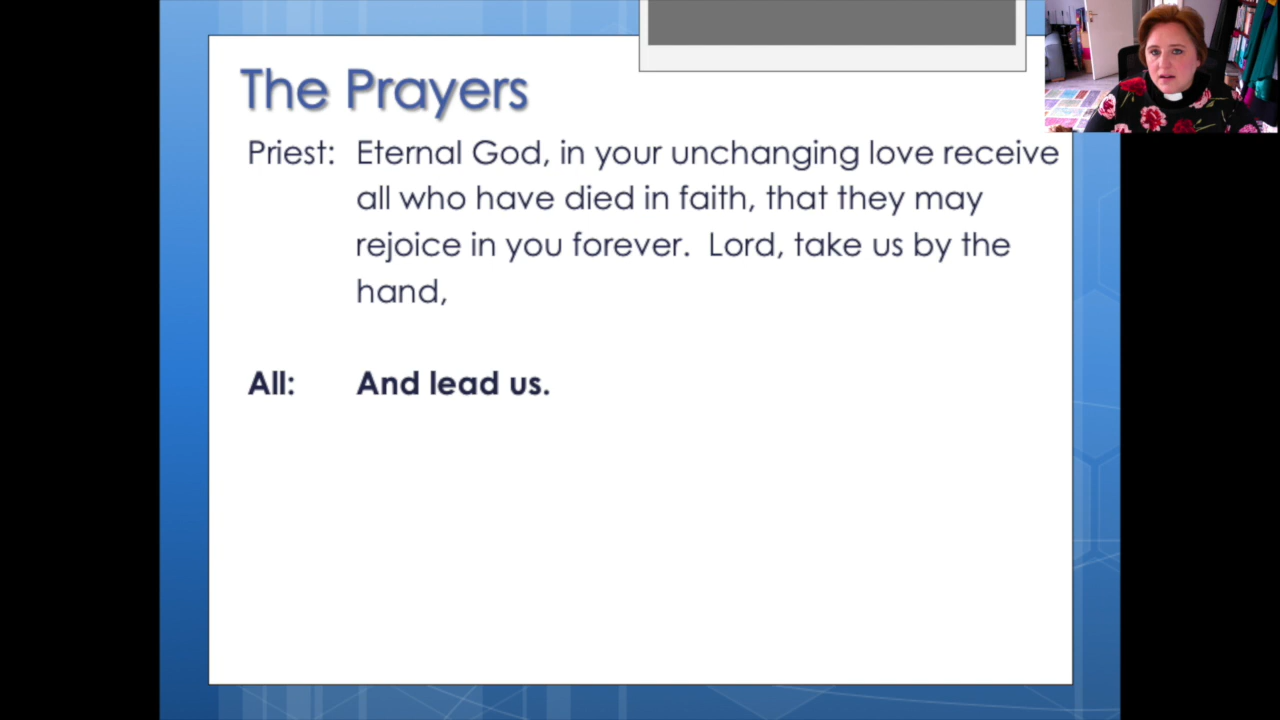 The Prayers
Priest: Eternal God, in your unchanging love receive
all who have died in faith, that they may
rejoice in you forever. Lord, take us by the
hand,
All: And lead us.